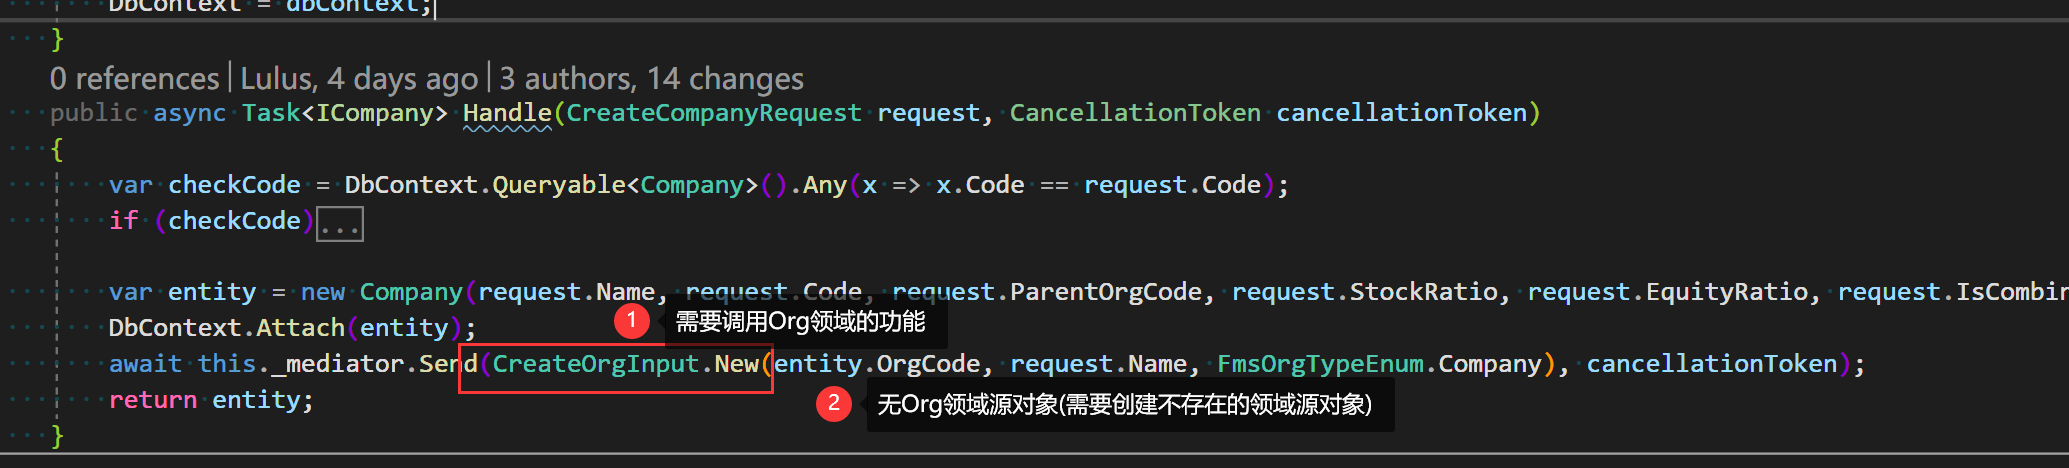 DbContext = dbContext;
}
0 references | Lulus, 4 days ago | 3 authors, 14 changes
public async Task<ICompany> Handle(CreateCompanyRequest request, CancellationToken cancellationToken)
{
var checkCode = DbContext.Queryable<Company>().Any(x => x.Code == request.Code);
if (checkCode)...
var entity = new Company(request.Name, request.Code, request.ParentOrgCode, request.StockRatio, request.EquityRatio, request.IsCombin
DbContext.Attach(entity);
1 需要调用Org领域的功能
await this._mediator.Send(CreateOrgInput.New(entity.OrgCode, request.Name, FmsOrgTypeEnum.Company), cancellationToken);
return entity;
2 无Org领域源对象(需要创建不存在的领域源对象)
}